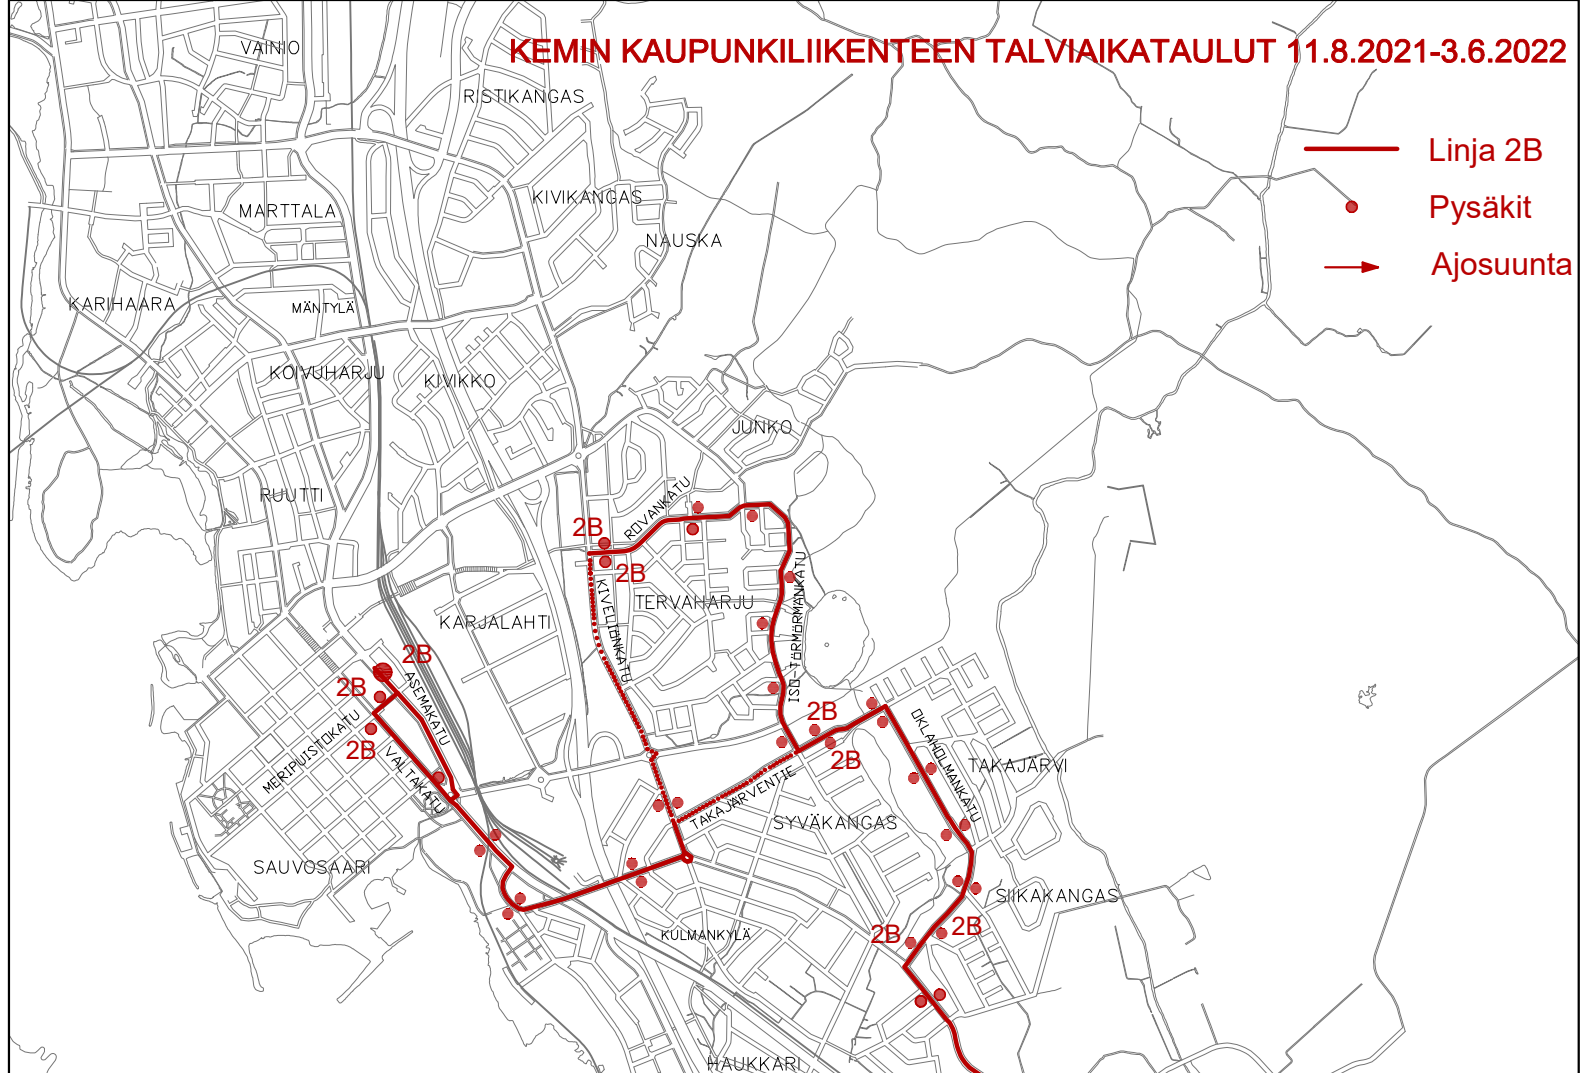 KEMIN KAUPUNKILIIKENTEEN TALVIAIKATAULUT 11.8.2021-3.6.2022
VAINIO
RISTIKANGAS
Linja 2B
KIVIKANGAS
Pysäkit
MARTTALA
NAUSKA
Ajosuunta
KARIHAARA
MÄNTYLÄ
KOIVUHARJU
KIVIKKO
JUNKO
RUUTTI
ROVANKATU
2B
2B
KIVELIÖNKATU
TERVAHARJU
ISO-TÖRMÖRMÄNKATU
KARJALAHTI
2B
2B
ASEMAKATU
2B
MERIPUISTOKATU
VALTAKATU
2B
2B
OKLAHOLMANKATU
TAKAJÄRVI
TAKAJÄRVENTIE
SYVÄKANGAS
SAUVOSAARI
SIIKAKANGAS
KULMANKYLÄ
2B
2B
HAUKKARI